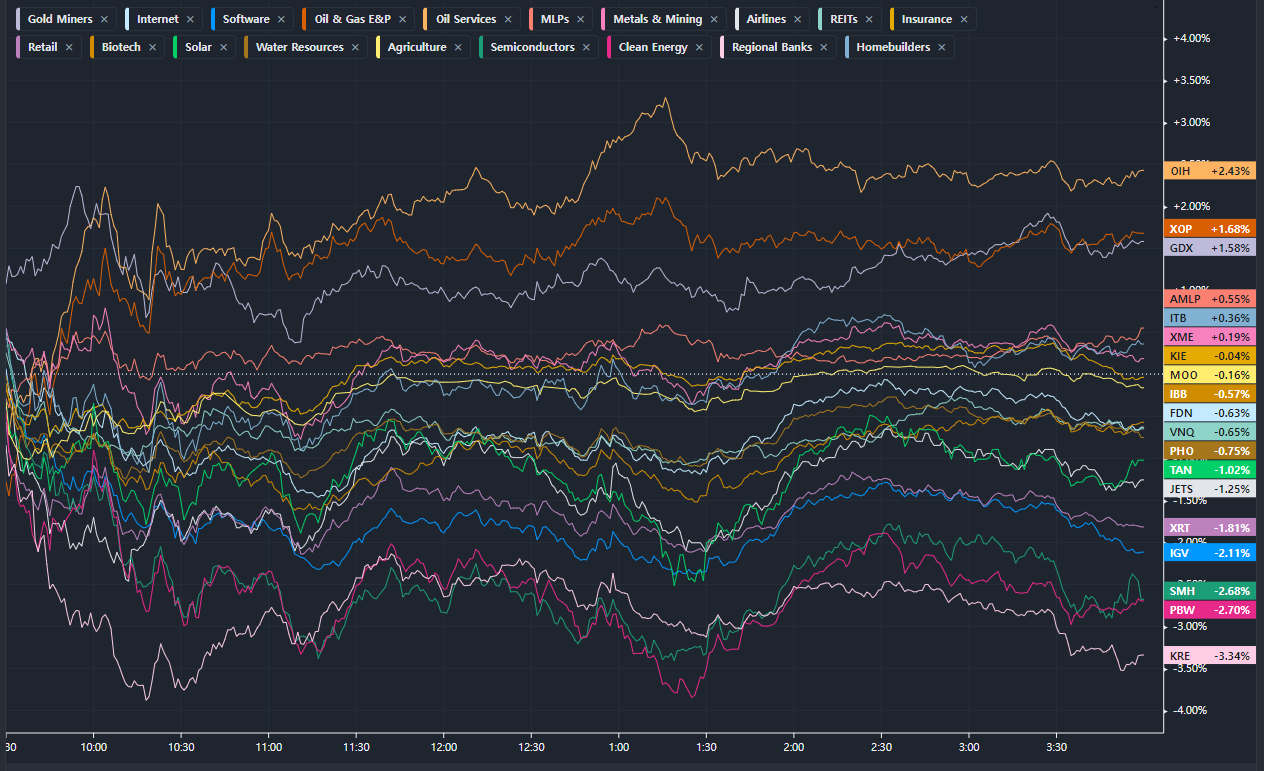 Gold Miners × Internet × Software × Oil & Gas E&P × Oil Services × MLPs × Metals & Mining × Airlines × REITs × Insurance ×
Retail × Biotech × Solar × Water Resources × Agriculture × Semiconductors × Clean Energy × Regional Banks × Homebuilders ×
+4.00%
+3.50%
+3.00%
OIH +2.43%
+2.00%
XOP +1.68%
GDX +1.58%
+1.00%
AMLP +0.55%
ITB +0.36%
XME +0.19%
KIE -0.04%
MOO -0.16%
IBB -0.57%
FDN -0.63%
VNQ -0.65%
PHO -0.75%
TAN -1.02%
JETS -1.25%
-1.50%
XRT -1.81%
-2.00%
IGV -2.11%
SMH -2.68%
PBW -2.70%
-3.00%
KRE -3.34%
-3.50%
-4.00%
:30 10:00 10:30 11:00 11:30 12:00 12:30 1:00 1:30 2:00 2:30 3:00 3:30